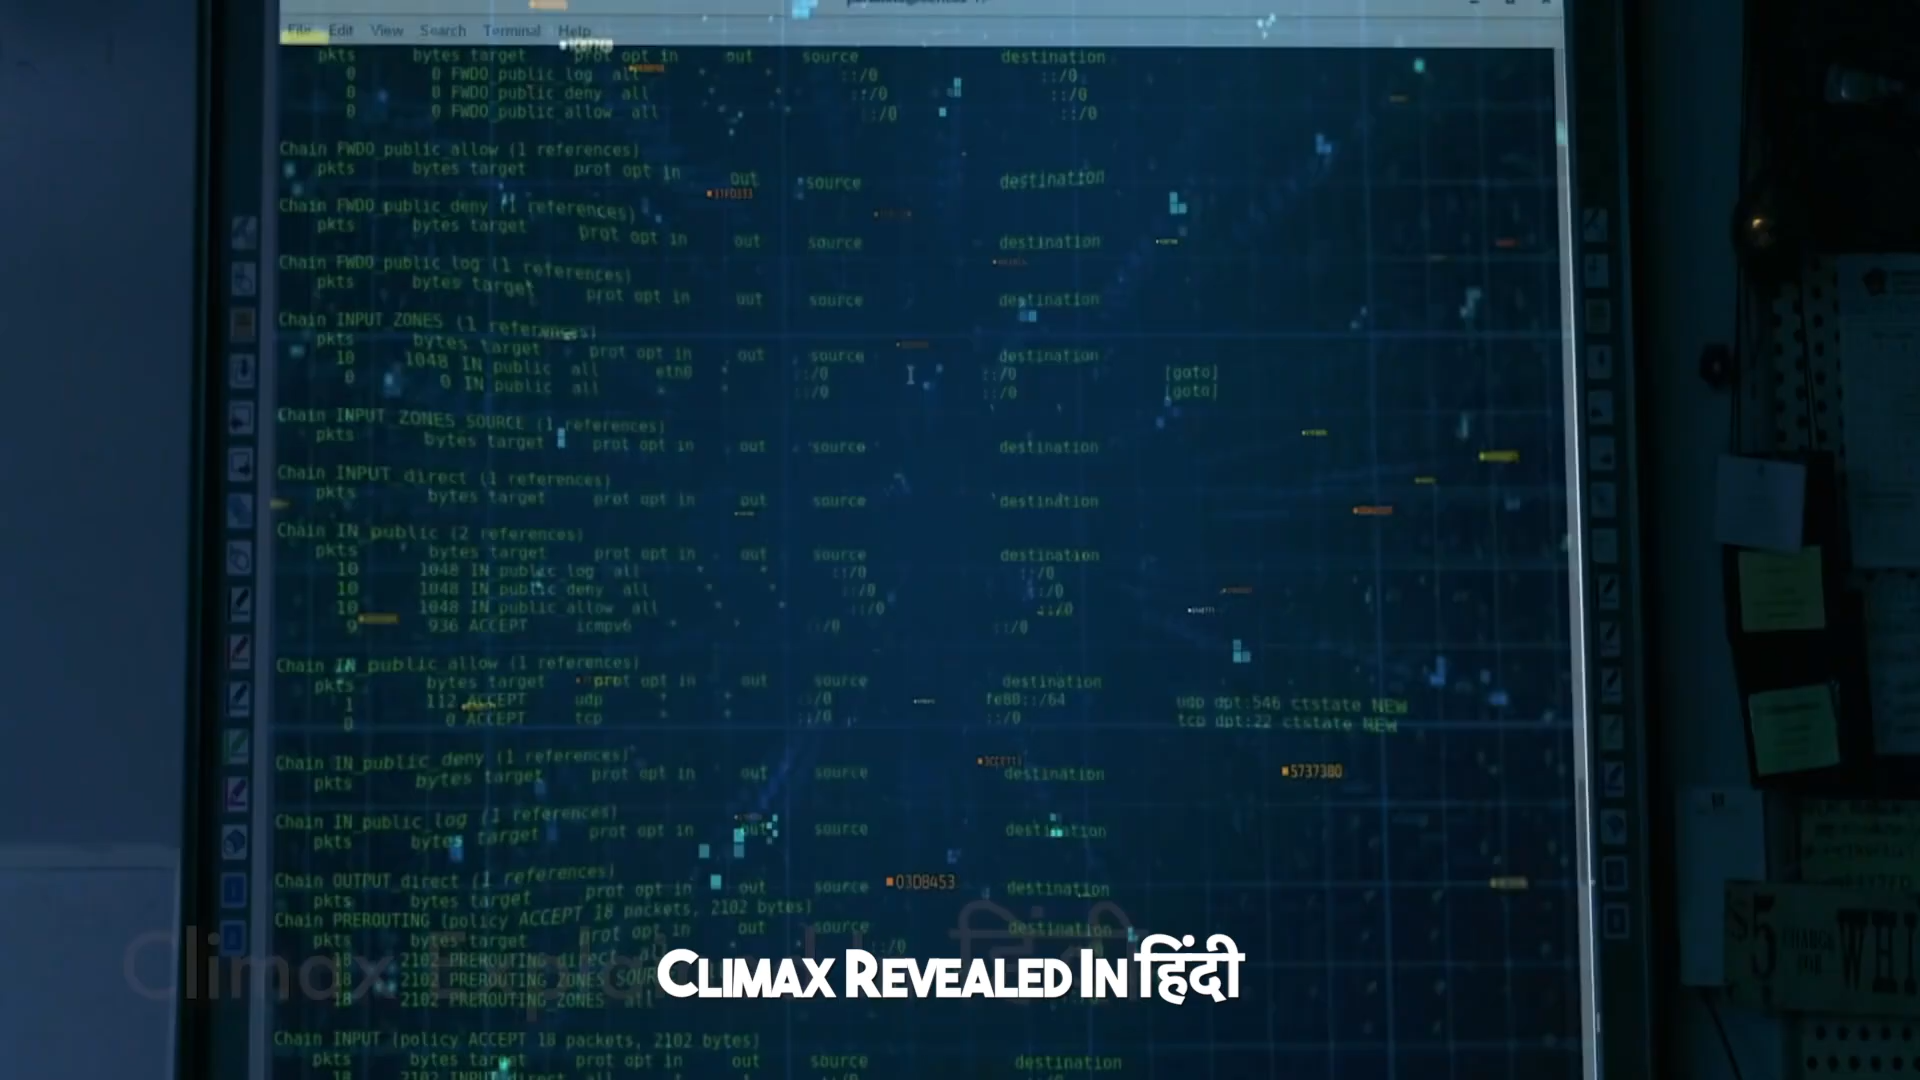 File Edit View Search Terminal Help
pkts bytes target prot opt in out source destination
0 0 FWDO_public_log all ::/0 ::/0
0 0 FWDO_public_deny all ::/0 ::/0
0 0 FWDO_public_allow all ::/0 ::/0
Chain FWDO_public_allow (1 references)
pkts bytes target prot opt in out source destination
31FD333
Chain FWDO_public_deny (1 references)
pkts bytes target prot opt in out source destination
Chain FWDO_public_log (1 references)
pkts bytes target prot opt in out source destination
Chain INPUT_ZONES (1 references)
pkts bytes target prot opt in out source destination
10 1048 IN_public all eth0 ::/0 ::/0 [goto]
0 0 IN_public all ::/0 ::/0 [goto]
Chain INPUT_ZONES_SOURCE (1 references)
pkts bytes target prot opt in out source destination
Chain INPUT_direct (1 references)
pkts bytes target prot opt in out source destination
Chain IN_public (2 references)
pkts bytes target prot opt in out source destination
10 1048 IN_public_log all * * ::/0 ::/0
10 1048 IN_public_deny all * * ::/0 ::/0
10 1048 IN_public_allow all * * ::/0 ::/0
9 936 ACCEPT icmpv6 * * ::/0 ::/0
Chain IN_public_allow (1 references)
pkts bytes target prot opt in out source destination
1 112 ACCEPT udp * * ::/0 fe80::/64 udp dpt:546 ctstate NEW
0 0 ACCEPT tcp * * ::/0 ::/0 tcp dpt:22 ctstate NEW
Chain IN_public_deny (1 references)
pkts bytes target prot opt in out source destination
5737380
Chain IN_public_log (1 references)
pkts bytes target prot opt in out source destination
Chain OUTPUT_direct (1 references)
pkts bytes target prot opt in out source destination
03D8453
Chain PREROUTING (policy ACCEPT 18 packets, 2102 bytes)
pkts bytes target prot opt in out source destination
18 2102 PREROUTING_direct all ::/0
18 2102 PREROUTING_ZONES_SOUR
18 2102 PREROUTING_ZONES all
Climax Revealed In हिंदी
Chain INPUT (policy ACCEPT 18 packets, 2102 bytes)
pkts bytes target prot opt in out source destination
18 2102 INPUT_direct all
$5 CHARGE FOR WHI